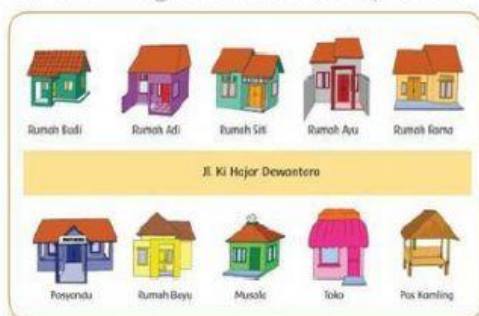 Rumah Budi
Rumah Adi
Rumah Siti
Rumah Ayu
Rumah Rama
Jl. Ki Hajar Dewantara
Posyandu
Rumah Bayu
Musala
Toko
Pos Kamling